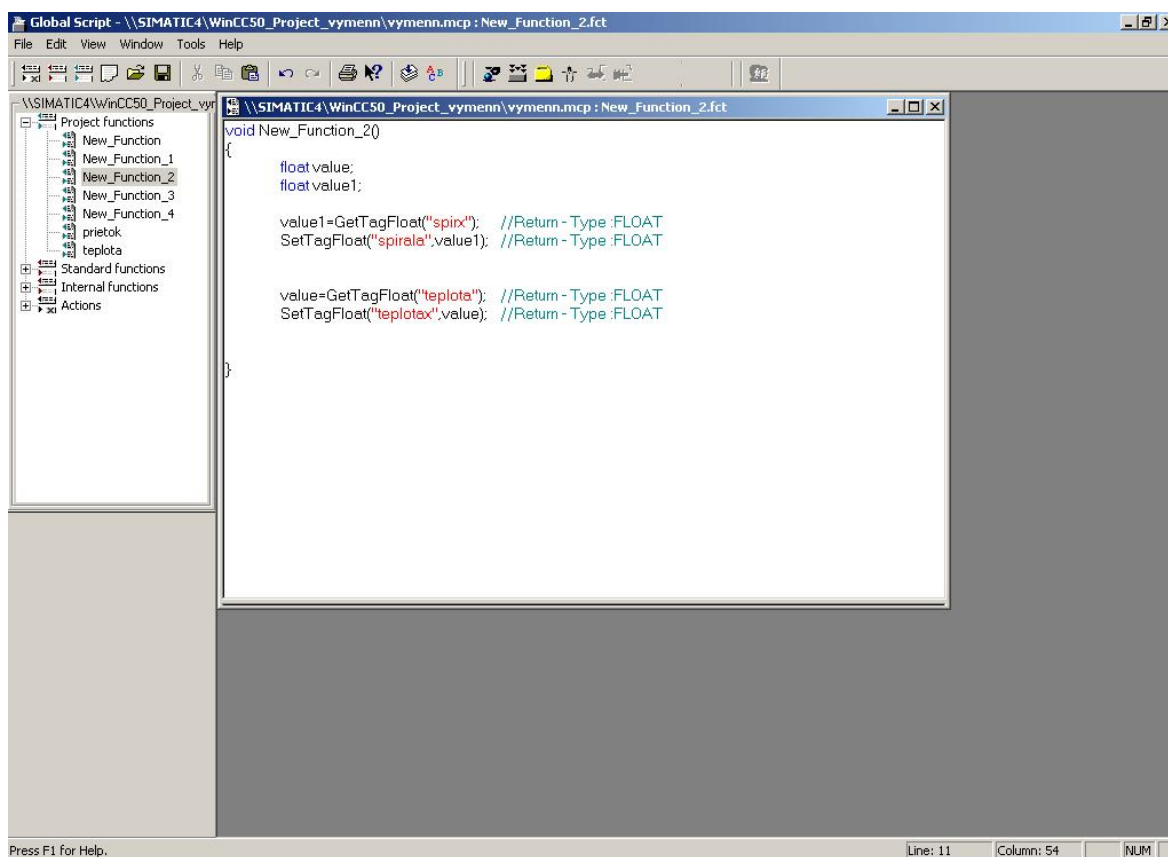 Global Script - \\SIMATIC4\WinCC50_Project_vymenn\vymenn.mcp : New_Function_2.fct
File Edit View Window Tools Help
\\SIMATIC4\WinCC50_Project_vyr
Project functions
New_Function
New_Function_1
New_Function_2
New_Function_3
New_Function_4
prietok
teplota
Standard functions
Internal functions
Actions
\\SIMATIC4\WinCC50_Project_vymenn\vymenn.mcp : New_Function_2.fct
void New_Function_2()
{
float value;
float value1;
value1=GetTagFloat("spirx"); //Return - Type :FLOAT
SetTagFloat("spirala",value1); //Return - Type :FLOAT
value=GetTagFloat("teplota"); //Return - Type :FLOAT
SetTagFloat("teplotax",value); //Return - Type :FLOAT
}
Press F1 for Help.
Line: 11 Column: 54 NUM